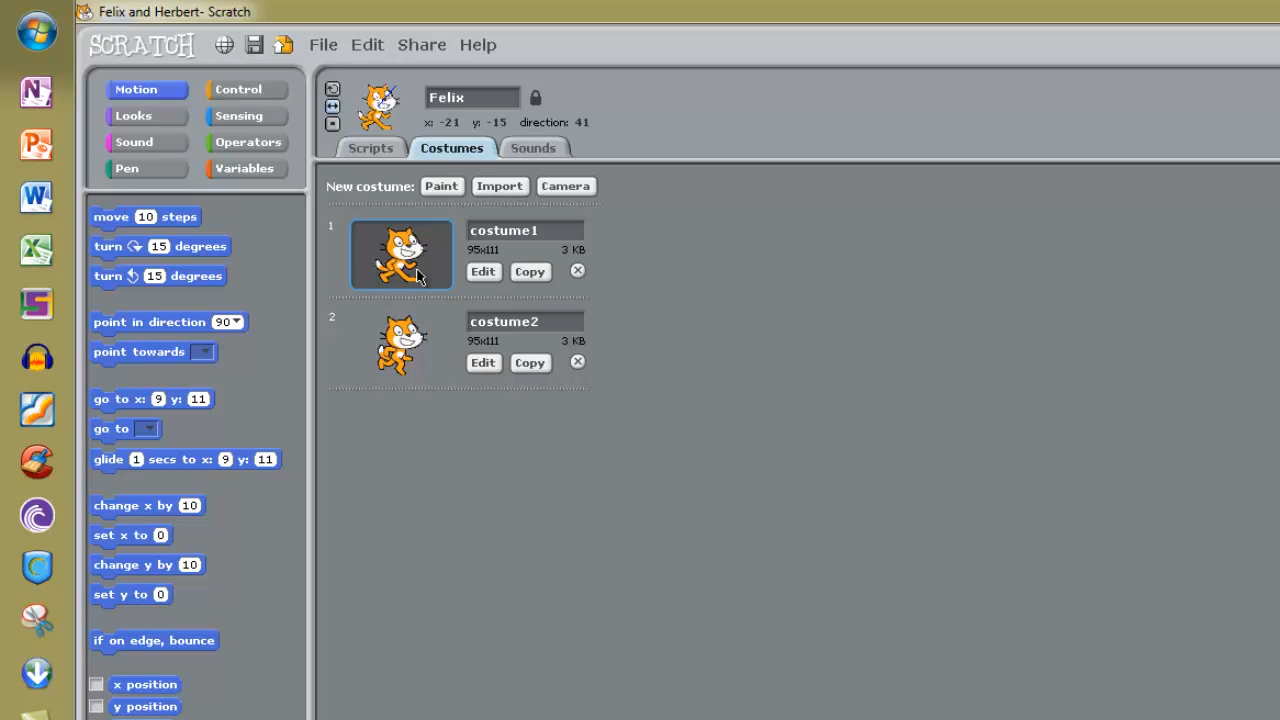 Felix and Herbert- Scratch
SCRATCH File Edit Share Help
Motion Control
Looks Sensing
Sound Operators
Pen Variables
Felix
x: -21 y: -15 direction: 41
Scripts Costumes Sounds
New costume: Paint Import Camera
1 costume1
95x111 3 KB
Edit Copy
2 costume2
95x111 3 KB
Edit Copy
move 10 steps
turn 15 degrees
turn 15 degrees
point in direction 90
point towards
go to x: 9 y: 11
go to
glide 1 secs to x: 9 y: 11
change x by 10
set x to 0
change y by 10
set y to 0
if on edge, bounce
x position
y position
N
P
W
X
S